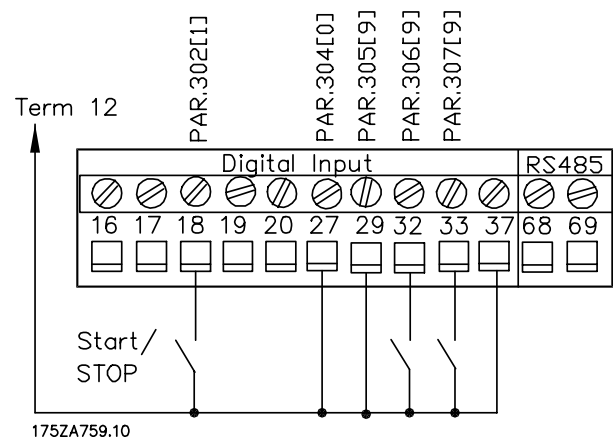 PAR.302[1] PAR.304[0] PAR.305[9] PAR.306[9] PAR.307[9]
Term 12
Digital Input RS485
16 17 18 19 20 27 29 32 33 37 68 69
Start/
STOP
175ZA759.10